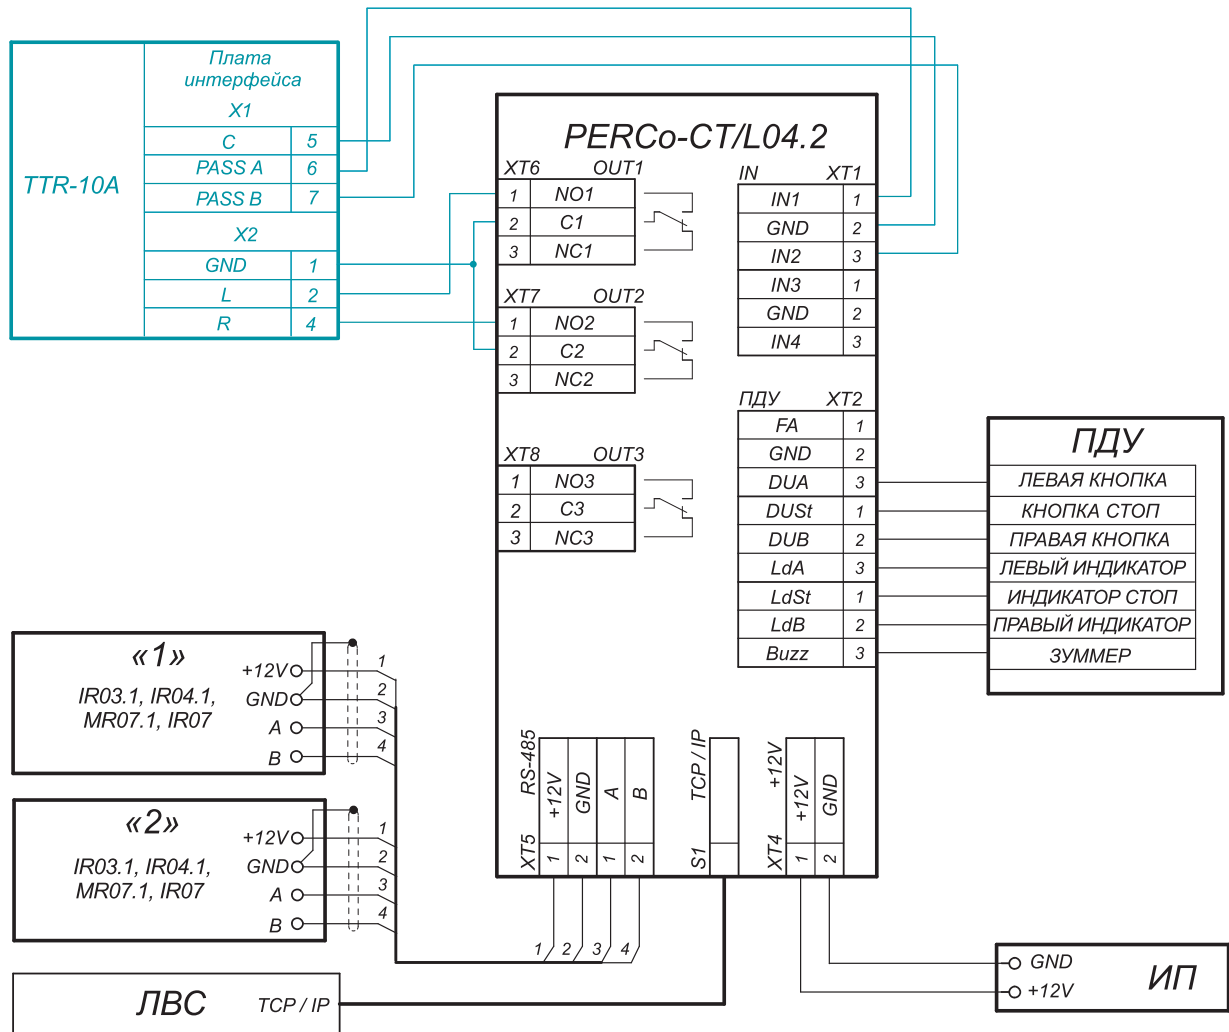 TTR-10A
Плата
интерфейса
X1
C 5
PASS A 6
PASS B 7
X2
GND 1
L 2
R 4
PERCo-CT/L04.2
XT6 OUT1
1 NO1
2 C1
3 NC1
XT7 OUT2
1 NO2
2 C2
3 NC2
XT8 OUT3
1 NO3
2 C3
3 NC3
IN XT1
IN1 1
GND 2
IN2 3
IN3 1
GND 2
IN4 3
ПДУ XT2
FA 1
GND 2
DUA 3
DUSt 1
DUB 2
LdA 3
LdSt 1
LdB 2
Buzz 3
ПДУ
ЛЕВАЯ КНОПКА
КНОПКА СТОП
ПРАВАЯ КНОПКА
ЛЕВЫЙ ИНДИКАТОР
ИНДИКАТОР СТОП
ПРАВЫЙ ИНДИКАТОР
ЗУММЕР
«1»
IR03.1, IR04.1,
MR07.1, IR07
+12V 1
GND 2
A 3
B 4
«2»
IR03.1, IR04.1,
MR07.1, IR07
+12V 1
GND 2
A 3
B 4
XT5 RS-485
1 +12V
2 GND
1 A
2 B
S1 TCP / IP
XT4 +12V
1 +12V
2 GND
1 2 3 4
ЛВС TCP / IP
ИП
GND
+12V